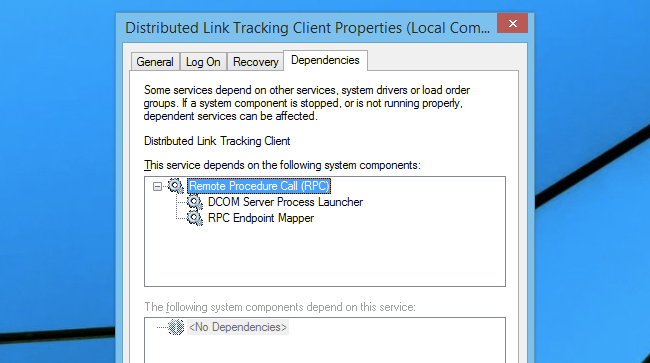 Distributed Link Tracking Client Properties (Local Com...
General Log On Recovery Dependencies
Some services depend on other services, system drivers or load order
groups. If a system component is stopped, or is not running properly,
dependent services can be affected.
Distributed Link Tracking Client
This service depends on the following system components:
Remote Procedure Call (RPC)
DCOM Server Process Launcher
RPC Endpoint Mapper
The following system components depend on this service:
<No Dependencies>